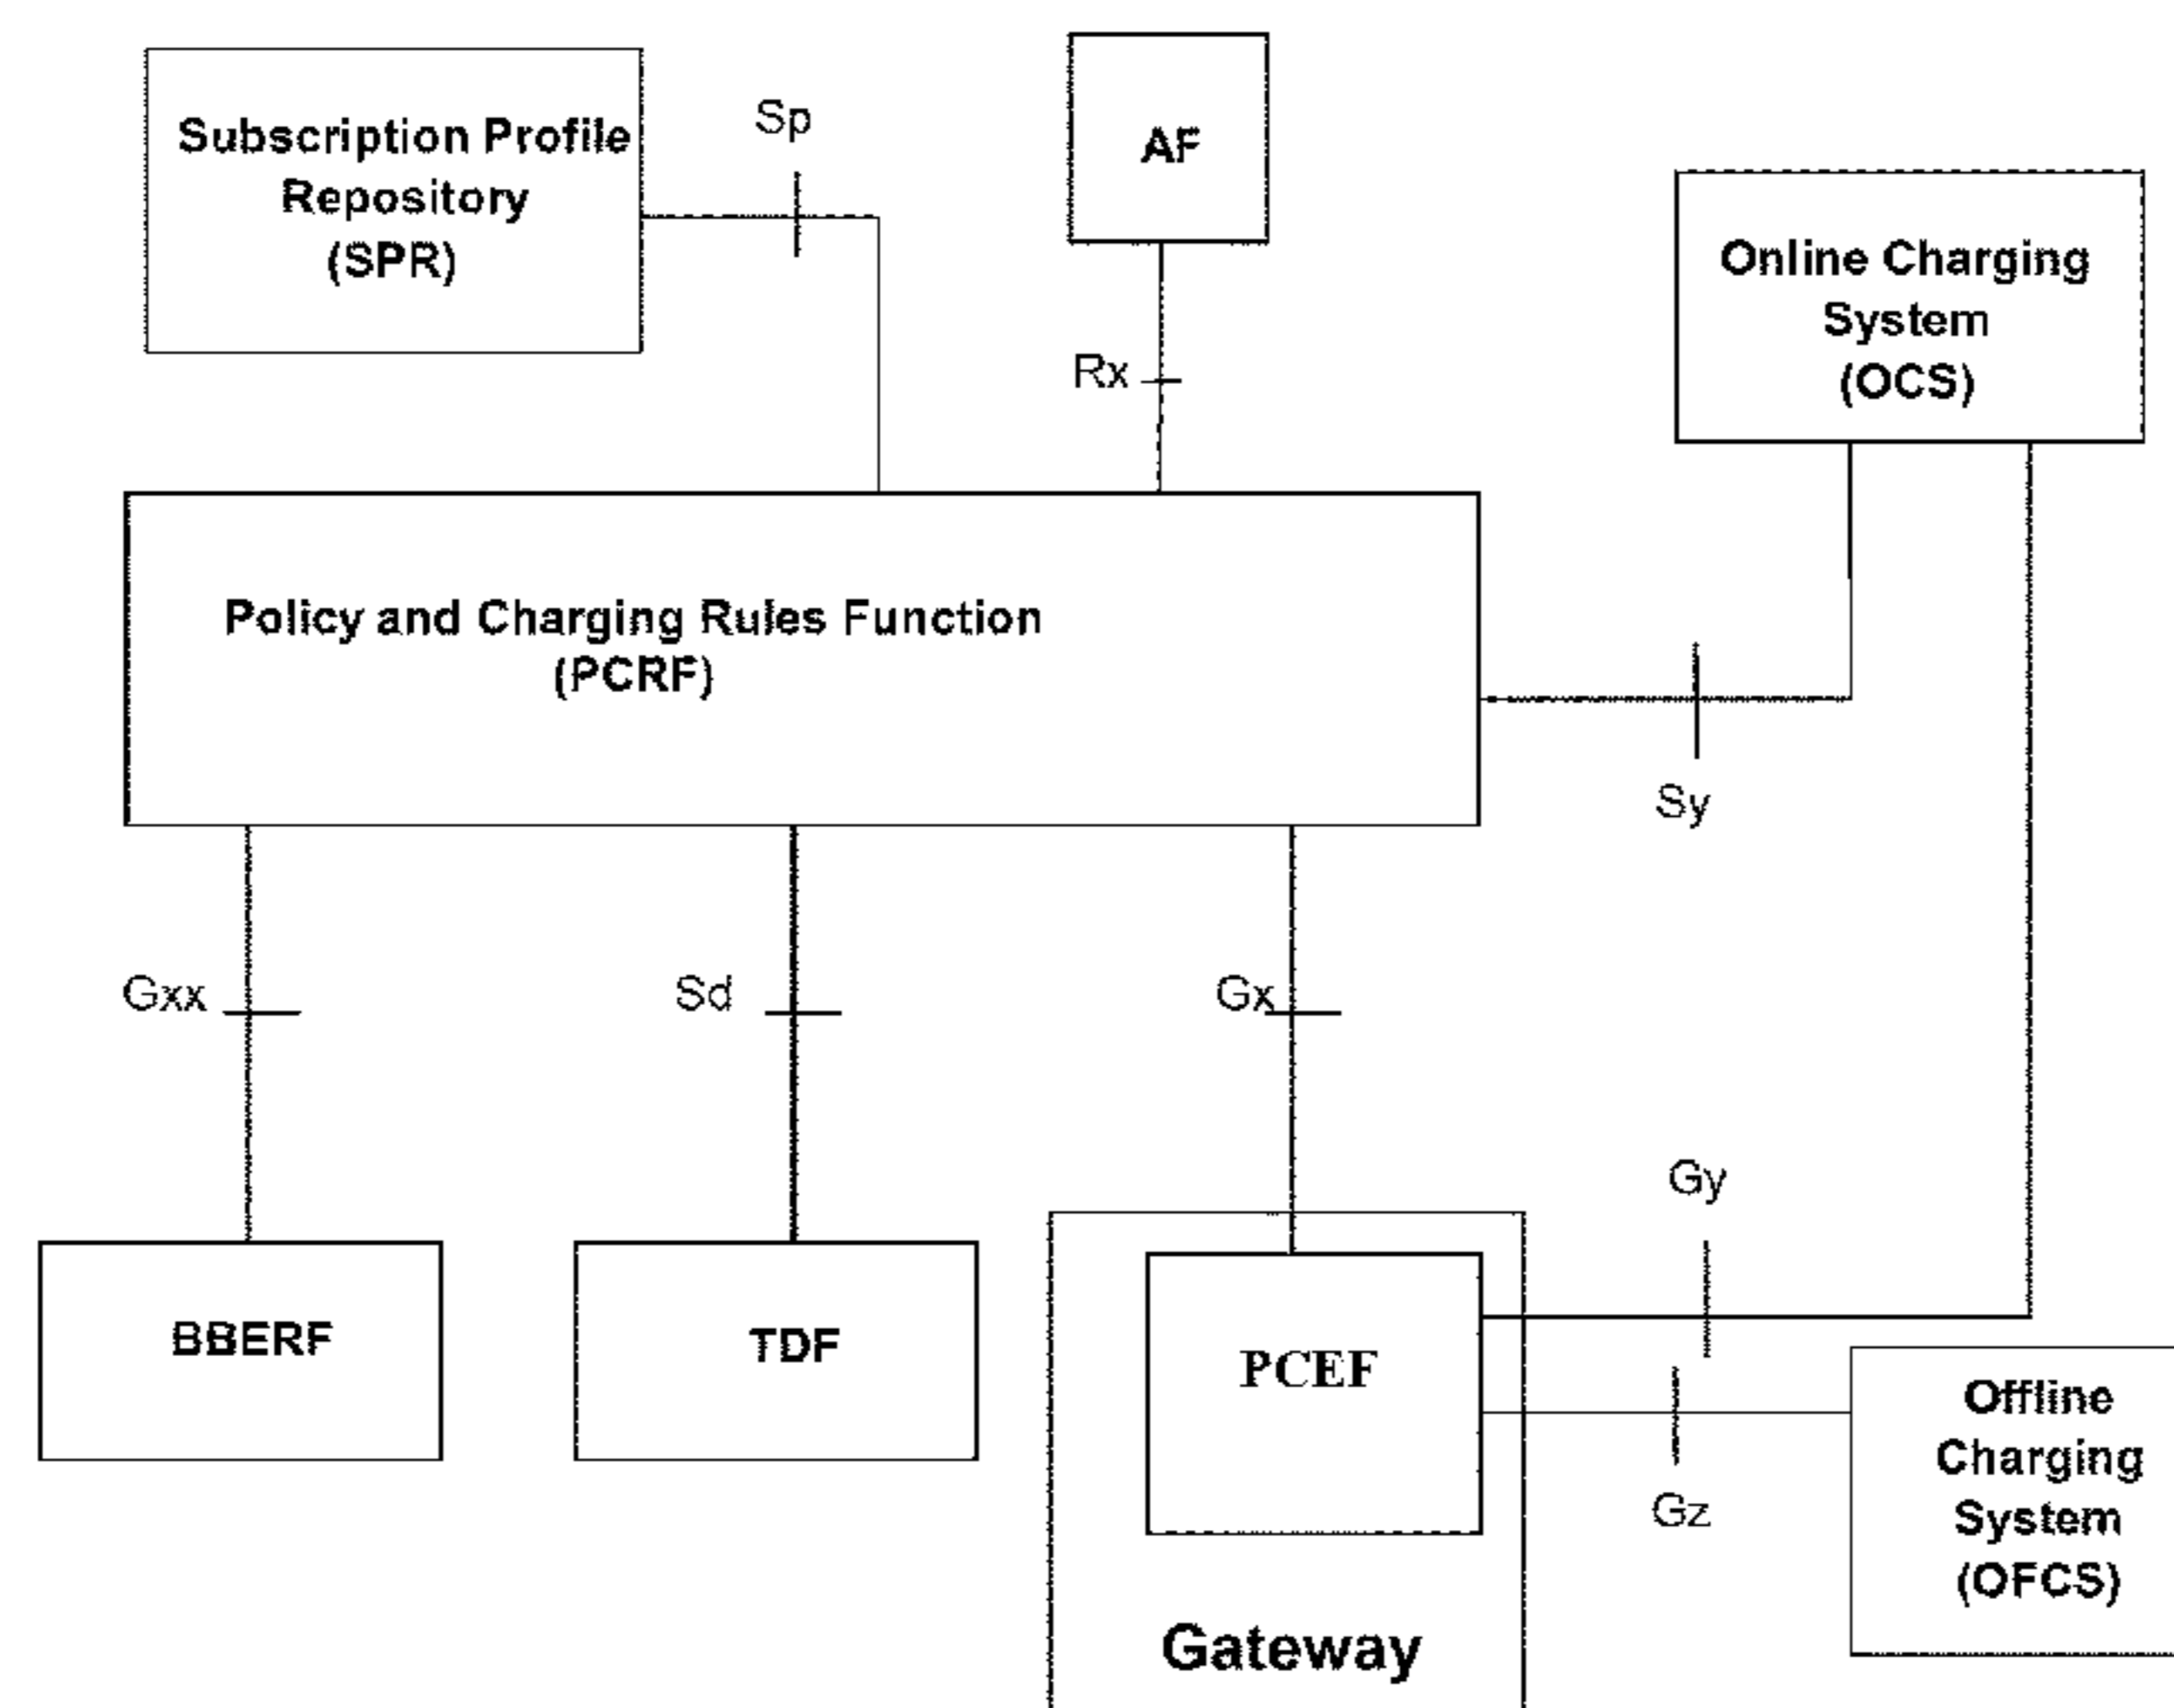 Subscription Profile
Repository
(SPR)
Sp
AF
Rx
Online Charging
System
(OCS)
Policy and Charging Rules Function
(PCRF)
Sy
Gxx
Sd
Gx
Gy
BBERF
TDF
PCEF
Gz
Offline
Charging
System
(OFCS)
Gateway